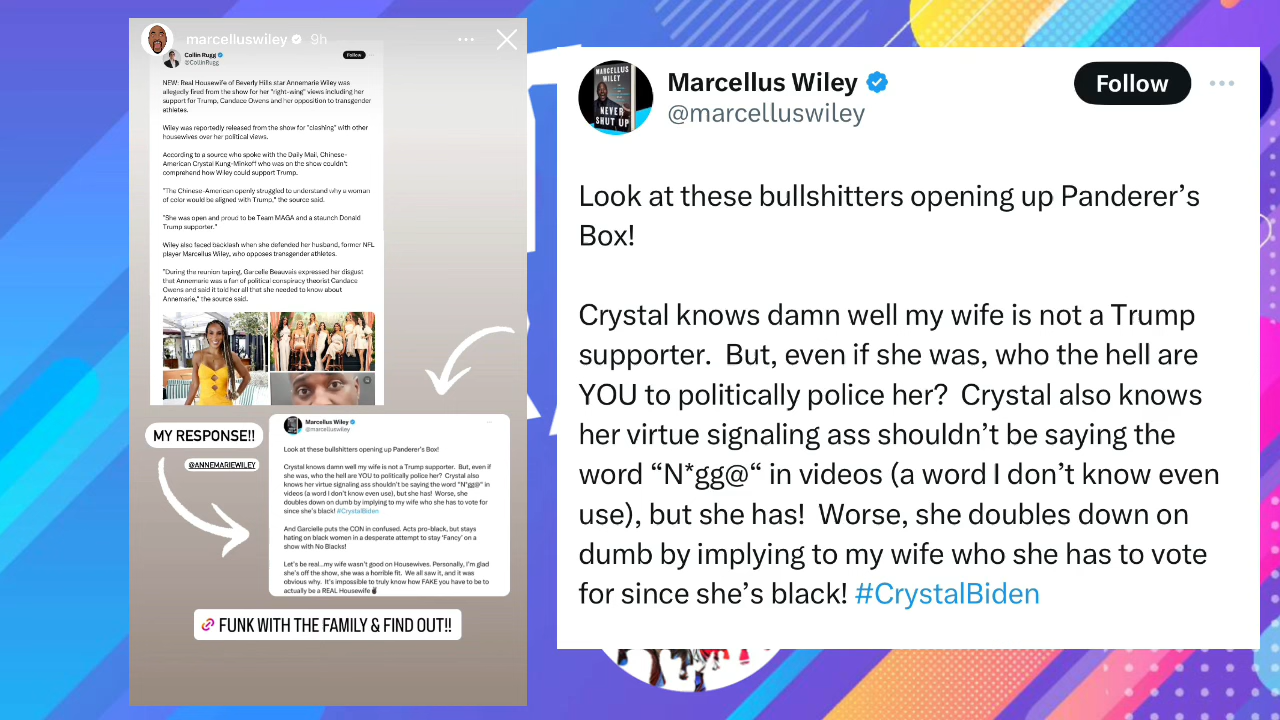 marcelluswiley 9h
Collin Rugg
@CollinRugg
Follow
NEW: Real Housewife of Beverly Hills star Annemarie Wiley was
allegedly fired from the show for her "right-wing" views including her
support for Trump, Candace Owens and her opposition to transgender
athletes.
Wiley was reportedly released from the show for "clashing" with other
housewives over her political views.
According to a source who spoke with the Daily Mail, Chinese-
American Crystal Kung-Minkoff who was on the show couldn't
comprehend how Wiley could support Trump.
"The Chinese-American openly struggled to understand why a woman
of color would be aligned with Trump," the source said.
"She was open and proud to be Team MAGA and a staunch Donald
Trump supporter."
Wiley also faced backlash when she defended her husband, former NFL
player Marcellus Wiley, who opposes transgender athletes.
"During the reunion taping, Garcelle Beauvais expressed her disgust
that Annemarie was a fan of political conspiracy theorist Candace
Owens and said it told her all that she needed to know about
Annemarie," the source said.
MY RESPONSE!!
@ANNEMARIEWILEY
Marcellus Wiley
@marcelluswiley
Look at these bullshitters opening up Panderer's Box!
Crystal knows damn well my wife is not a Trump supporter. But, even if
she was, who the hell are YOU to politically police her? Crystal also
knows her virtue signaling ass shouldn't be saying the word "N*gg@" in
videos (a word I don't know even use), but she has! Worse, she
doubles down on dumb by implying to my wife who she has to vote for
since she's black! #CrystalBiden
And Garcielle puts the CON in confused. Acts pro-black, but stays
hating on black women in a desperate attempt to stay 'Fancy' on a
show with No Blacks!
Let's be real...my wife wasn't good on Housewives. Personally, I'm glad
she's off the show, she was a horrible fit. We all saw it, and it was
obvious why. It's impossible to truly know how FAKE you have to be to
actually be a REAL Housewife
FUNK WITH THE FAMILY & FIND OUT!!
MARCELLUS
WILEY
NEVER
SHUT UP
Marcellus Wiley
@marcelluswiley
Follow
Look at these bullshitters opening up Panderer's
Box!
Crystal knows damn well my wife is not a Trump
supporter. But, even if she was, who the hell are
YOU to politically police her? Crystal also knows
her virtue signaling ass shouldn't be saying the
word "N*gg@" in videos (a word I don't know even
use), but she has! Worse, she doubles down on
dumb by implying to my wife who she has to vote
for since she's black! #CrystalBiden